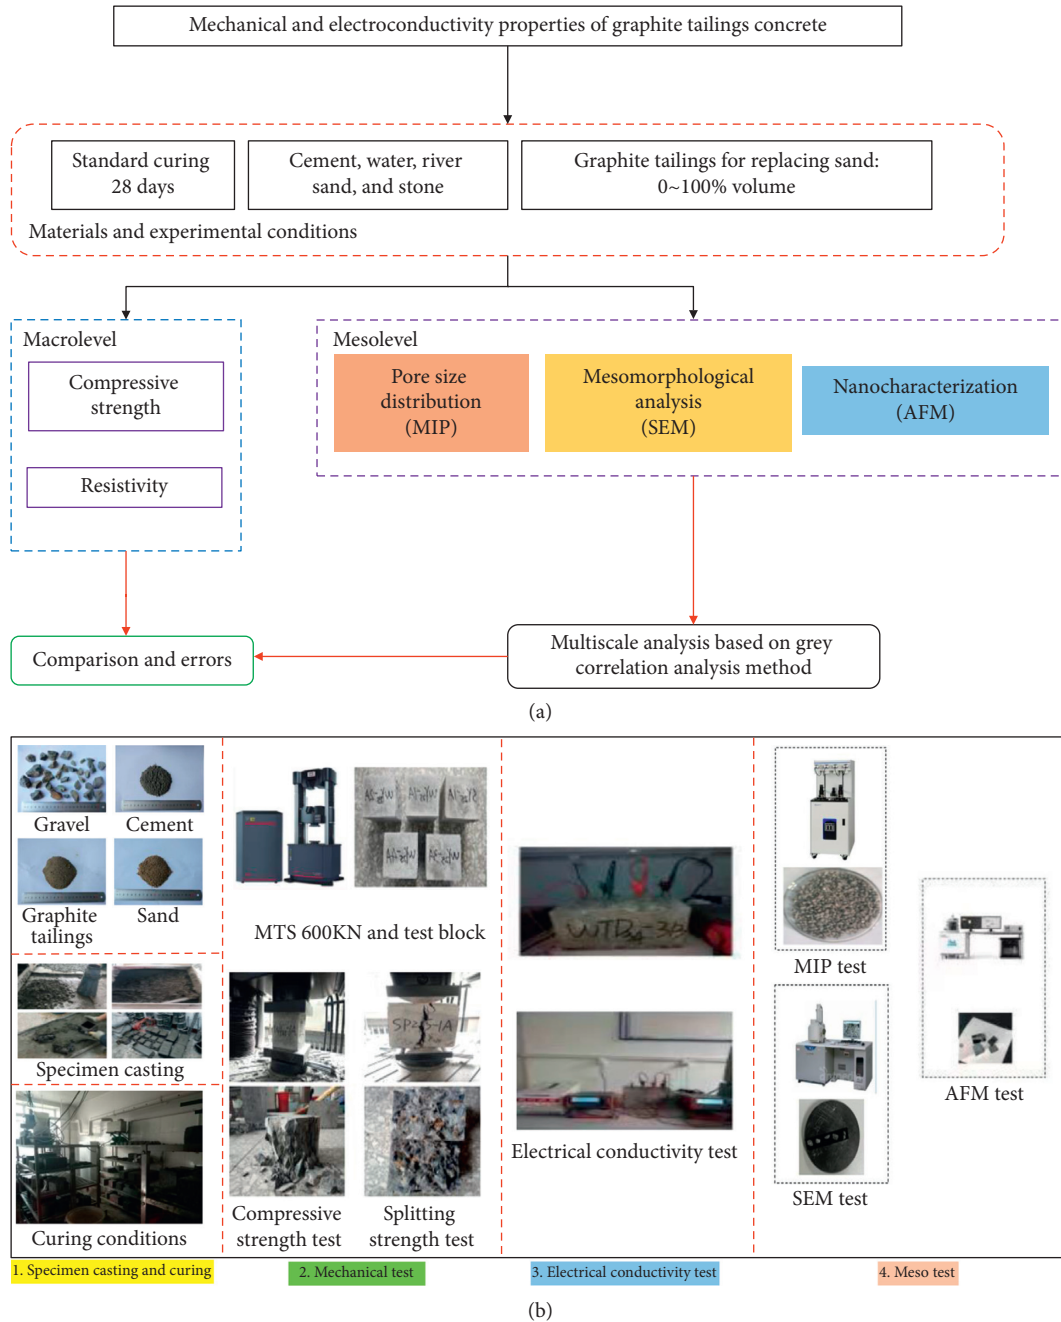 Mechanical and electroconductivity properties of graphite tailings concrete
Standard curing
28 days
Cement, water, river
sand, and stone
Graphite tailings for replacing sand:
0~100% volume
Materials and experimental conditions
Macrolevel
Compressive
strength
Resistivity
Mesolevel
Pore size
distribution
(MIP)
Mesomorphological
analysis
(SEM)
Nanocharacterization
(AFM)
Comparison and errors
Multiscale analysis based on grey
correlation analysis method
(a)
Gravel
Cement
Graphite
tailings
Sand
Specimen casting
Curing conditions
MTS 600KN and test block
SP25-1A
Compressive
strength test
Splitting
strength test
Electrical conductivity test
MIP test
SEM test
AFM test
1. Specimen casting and curing
2. Mechanical test
3. Electrical conductivity test
4. Meso test
(b)